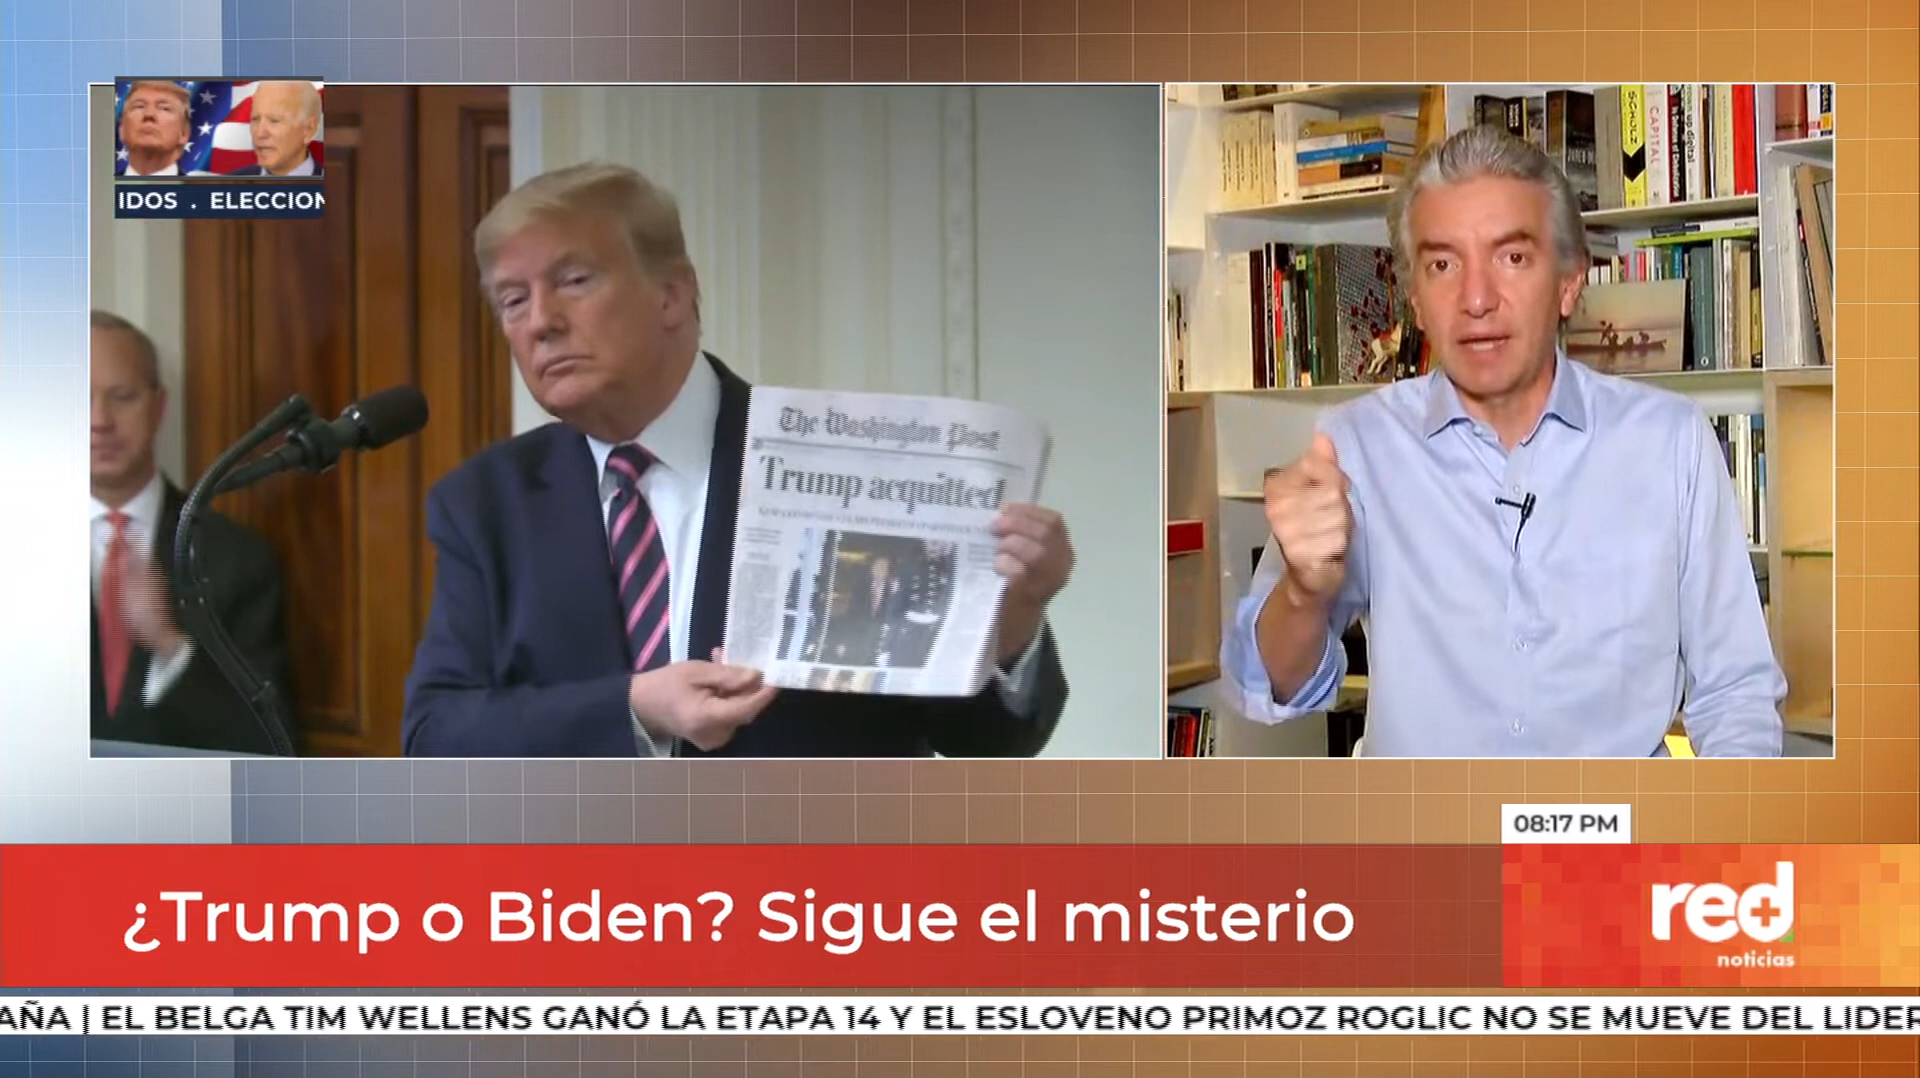 IDOS . ELECCION
The Washington Post
Trump acquitted
SCHOLZ
CAPITAL
08:17 PM
¿Trump o Biden? Sigue el misterio
red+
noticias
AÑA | EL BELGA TIM WELLENS GANÓ LA ETAPA 14 Y EL ESLOVENO PRIMOZ ROGLIC NO SE MUEVE DEL LIDER